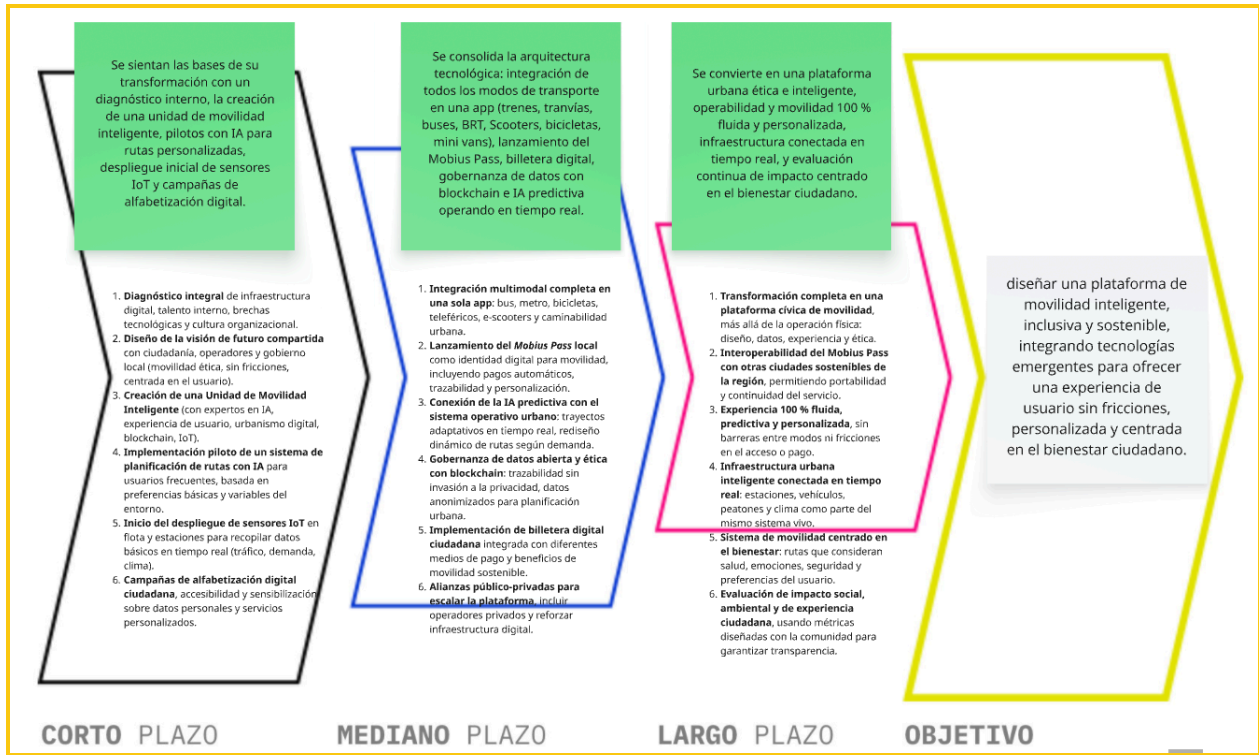 Se sientan las bases de su
transformación con un
diagnóstico interno, la creación
de una unidad de movilidad
inteligente, pilotos con IA para
rutas personalizadas,
despliegue inicial de sensores
IoT y campañas de
alfabetización digital.
1. Diagnóstico integral de infraestructura
digital, talento interno, brechas
tecnológicas y cultura organizacional.
2. Diseño de la visión de futuro compartida
con ciudadanía, operadores y gobierno
local (movilidad ética, sin fricciones,
centrada en el usuario).
3. Creación de una Unidad de Movilidad
Inteligente (con expertos en IA,
experiencia de usuario, urbanismo digital,
blockchain, IoT).
4. Implementación piloto de un sistema de
planificación de rutas con IA para
usuarios frecuentes, basada en
preferencias básicas y variables del
entorno.
5. Inicio del despliegue de sensores IoT en
flota y estaciones para recopilar datos
básicos en tiempo real (tráfico, demanda,
clima).
6. Campañas de alfabetización digital
ciudadana, accesibilidad y sensibilización
sobre datos personales y servicios
personalizados.
CORTO PLAZO
Se consolida la arquitectura
tecnológica: integración de
todos los modos de transporte
en una app (trenes, tranvías,
buses, BRT, Scooters, bicicletas,
mini vans), lanzamiento del
Mobius Pass, billetera digital,
gobernanza de datos con
blockchain e IA predictiva
operando en tiempo real.
1. Integración multimodal completa en
una sola app: bus, metro, bicicletas,
teleféricos, e-scooters y caminabilidad
urbana.
2. Lanzamiento del Mobius Pass local
como identidad digital para movilidad,
incluyendo pagos automáticos,
trazabilidad y personalización.
3. Conexión de la IA predictiva con el
sistema operativo urbano: trayectos
adaptativos en tiempo real, rediseño
dinámico de rutas según demanda.
4. Gobernanza de datos abierta y ética
con blockchain: trazabilidad sin
invasión a la privacidad, datos
anonimizados para planificación
urbana.
5. Implementación de billetera digital
ciudadana integrada con diferentes
medios de pago y beneficios de
movilidad sostenible.
6. Alianzas público-privadas para
escalar la plataforma, incluir
operadores privados y reforzar
infraestructura digital.
MEDIANO PLAZO
Se convierte en una plataforma
urbana ética e inteligente,
operabilidad y movilidad 100 %
fluida y personalizada,
infraestructura conectada en
tiempo real, y evaluación
continua de impacto centrado
en el bienestar ciudadano.
1. Transformación completa en una
plataforma cívica de movilidad,
más allá de la operación física:
diseño, datos, experiencia y ética.
2. Interoperabilidad del Mobius Pass
con otras ciudades sostenibles de
la región, permitiendo portabilidad
y continuidad del servicio.
3. Experiencia 100 % fluida,
predictiva y personalizada, sin
barreras entre modos ni fricciones
en el acceso o pago.
4. Infraestructura urbana
inteligente conectada en tiempo
real: estaciones, vehículos,
peatones y clima como parte del
mismo sistema vivo.
5. Sistema de movilidad centrado en
el bienestar: rutas que consideran
salud, emociones, seguridad y
preferencias del usuario.
6. Evaluación de impacto social,
ambiental y de experiencia
ciudadana, usando métricas
diseñadas con la comunidad para
garantizar transparencia.
LARGO PLAZO
diseñar una plataforma de
movilidad inteligente,
inclusiva y sostenible,
integrando tecnologías
emergentes para ofrecer
una experiencia de
usuario sin fricciones,
personalizada y centrada
en el bienestar ciudadano.
OBJETIVO